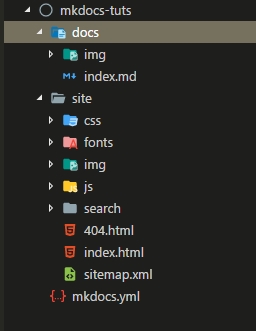 mkdocs-tuts
docs
img
index.md
site
css
fonts
img
js
search
404.html
index.html
sitemap.xml
mkdocs.yml